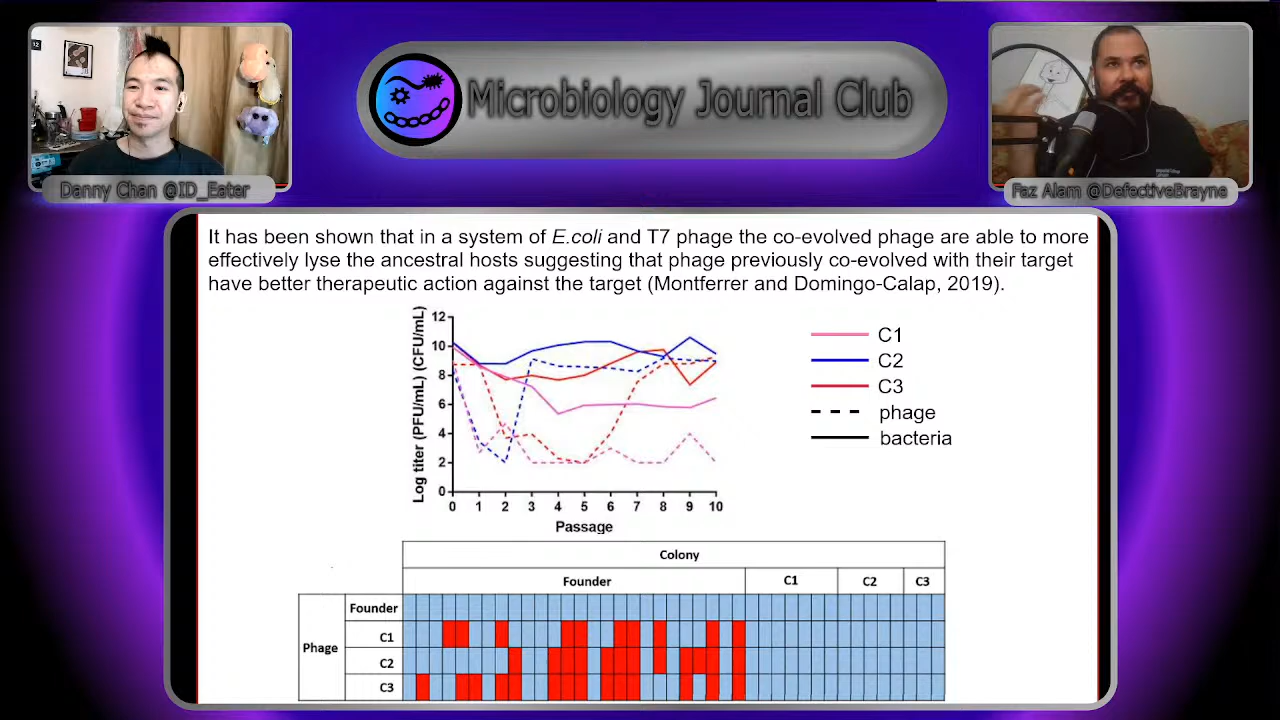 Microbiology Journal Club
Danny Chan @ID_Eater
Faz Alam @DefectiveBrayne
It has been shown that in a system of E.coli and T7 phage the co-evolved phage are able to more
effectively lyse the ancestral hosts suggesting that phage previously co-evolved with their target
have better therapeutic action against the target (Montferrer and Domingo-Calap, 2019).
Log titer (PFU/mL) (CFU/mL)
12
10
8
6
4
2
0
0 1 2 3 4 5 6 7 8 9 10
Passage
C1
C2
C3
phage
bacteria
Colony
Founder C1 C2 C3
Phage
Founder
C1
C2
C3